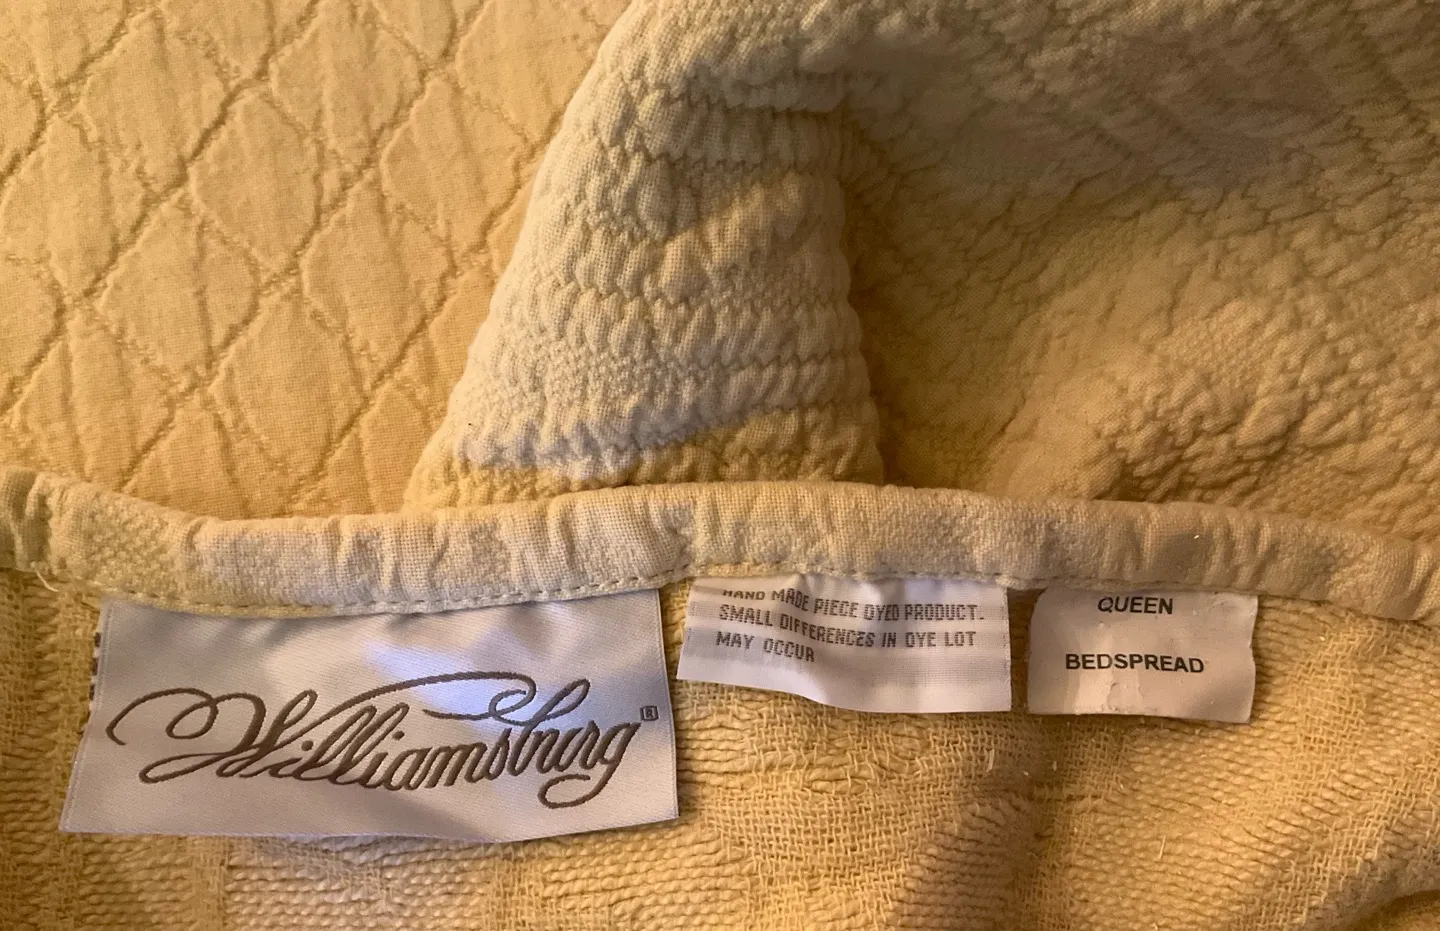 Williamsburg®
HAND MADE PIECE DYED PRODUCT.
SMALL DIFFERENCES IN DYE LOT
MAY OCCUR
QUEEN
BEDSPREAD